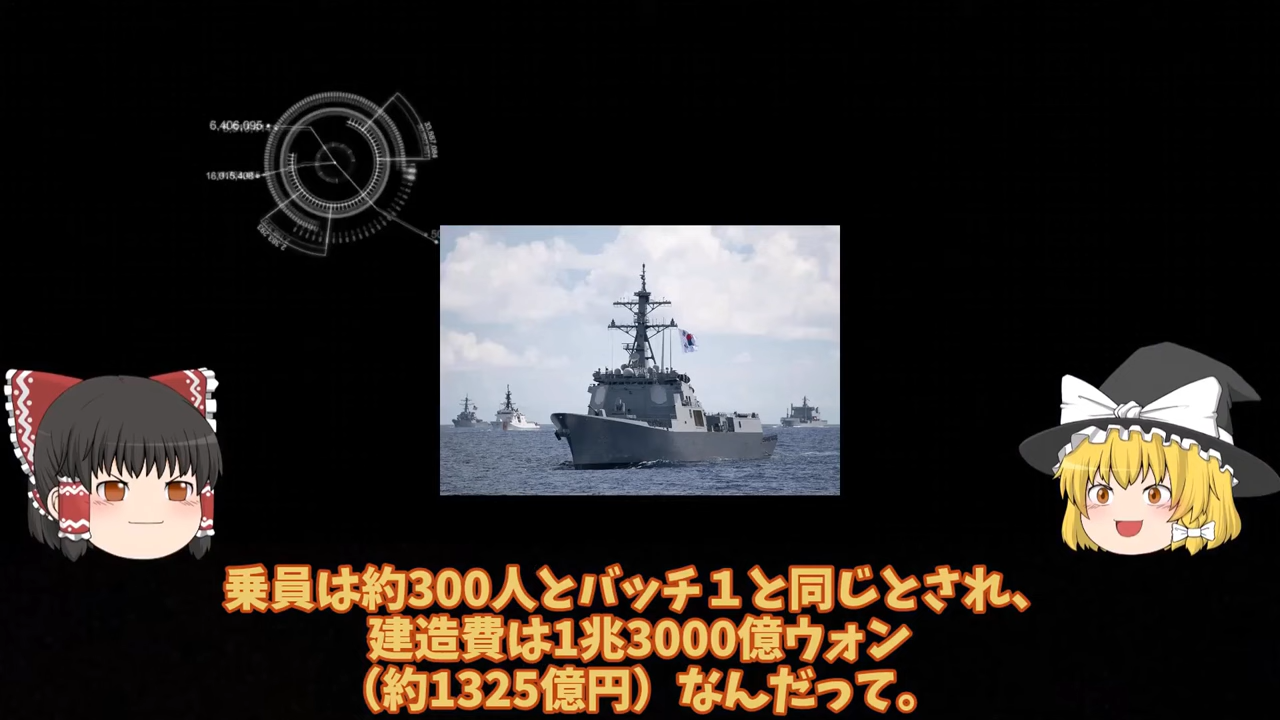 乗員は約300人とバッチ１と同じとされ、
建造費は1兆3000億ウォン
（約1325億円）なんだって。